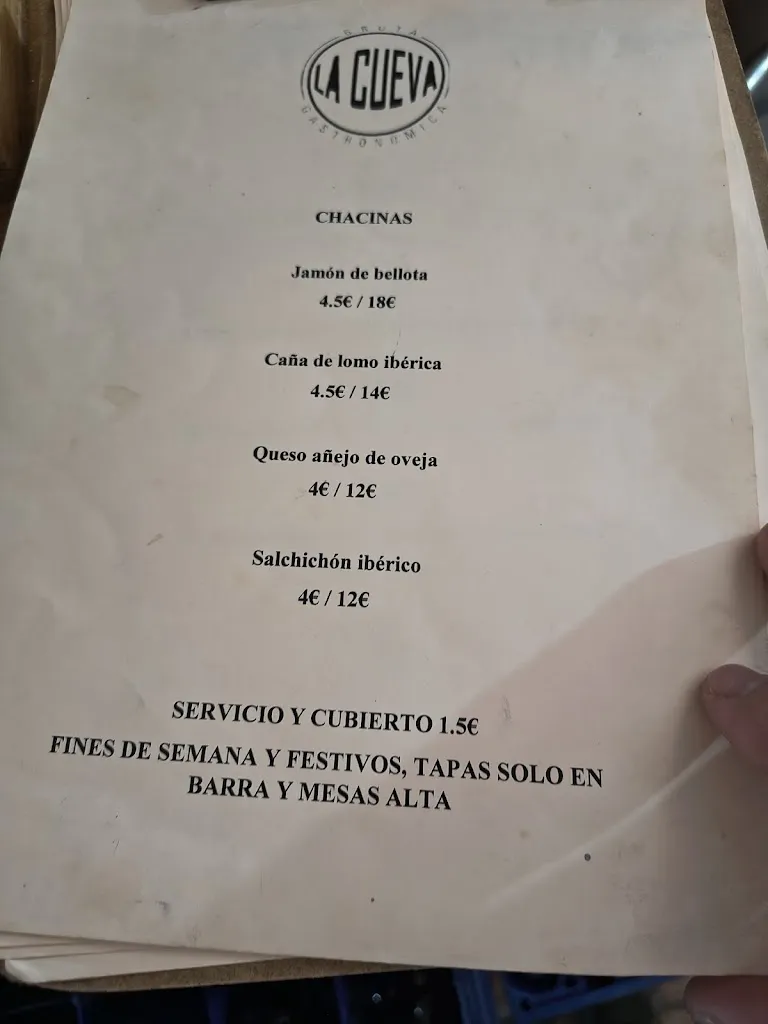 GRUTA
LA CUEVA
GASTRONOMICA
CHACINAS
Jamón de bellota
4.5€ / 18€
Caña de lomo ibérica
4.5€ / 14€
Queso añejo de oveja
4€ / 12€
Salchichón ibérico
4€ / 12€
SERVICIO Y CUBIERTO 1.5€
FINES DE SEMANA Y FESTIVOS, TAPAS SOLO EN
BARRA Y MESAS ALTA